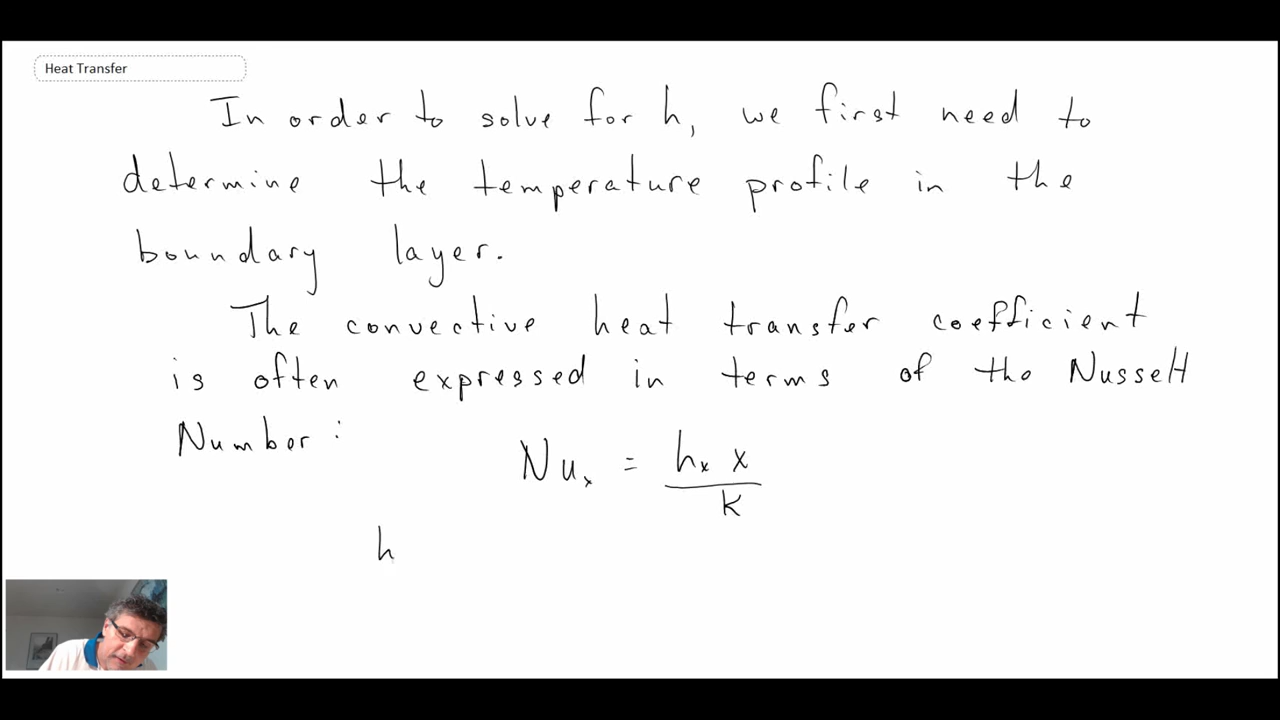 Heat Transfer
In order to solve for h, we first need to
determine the temperature profile in the
boundary layer.
The convective heat transfer coefficient
is often expressed in terms of the Nusselt
Number:
Nuₓ = hₓ x / k
h